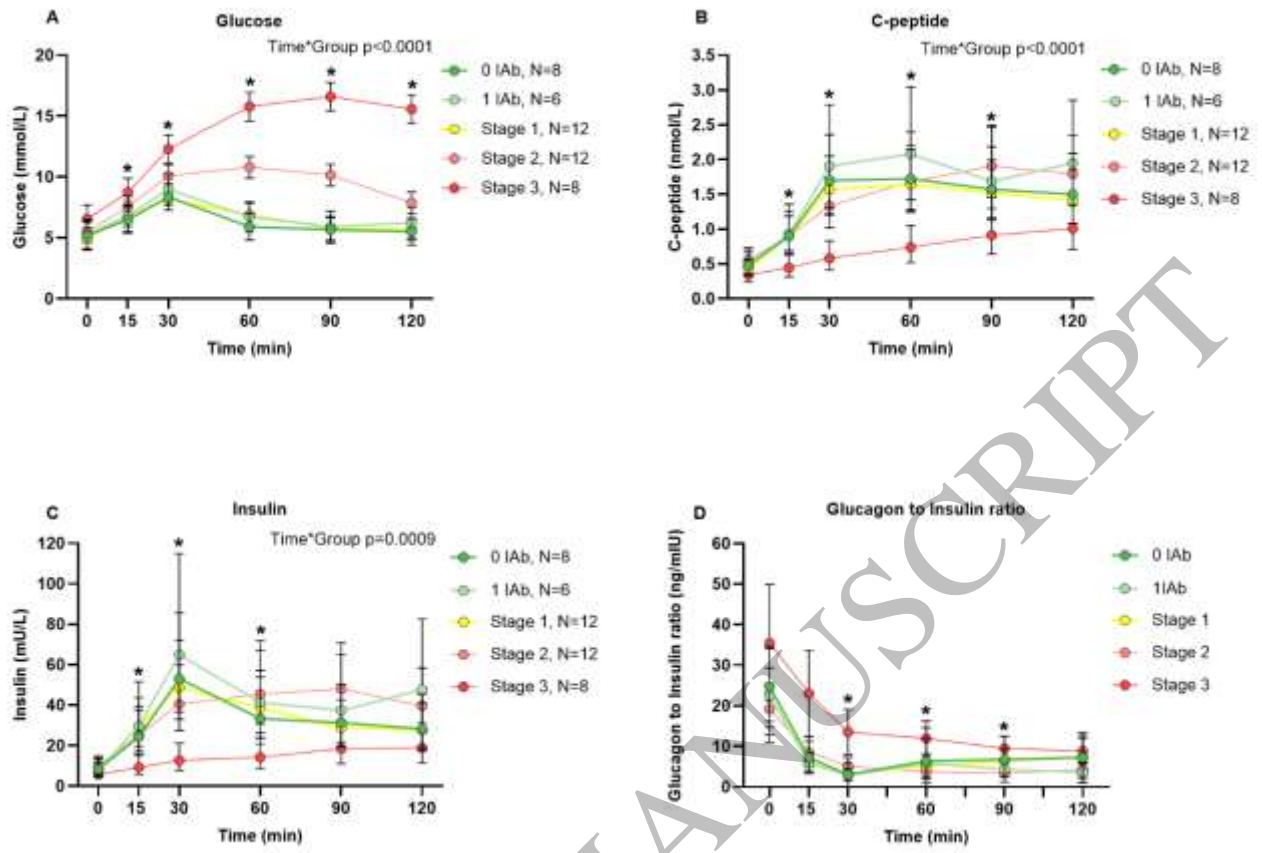 A
Glucose
Time*Group p<0.0001
20
15
10
5
0
Glucose (mmol/L)
* * * * *
0 15 30 60 90 120
Time (min)
0 IAb, N=8
1 IAb, N=6
Stage 1, N=12
Stage 2, N=12
Stage 3, N=8
B
C-peptide
Time*Group p<0.0001
3.5
3.0
2.5
2.0
1.5
1.0
0.5
0.0
C-peptide (nmol/L)
* * * *
0 15 30 60 90 120
Time (min)
0 IAb, N=8
1 IAb, N=6
Stage 1, N=12
Stage 2, N=12
Stage 3, N=8
C
Insulin
Time*Group p=0.0009
120
100
80
60
40
20
0
Insulin (mU/L)
* * *
0 15 30 60 90 120
Time (min)
0 IAb, N=8
1 IAb, N=6
Stage 1, N=12
Stage 2, N=12
Stage 3, N=8
D
Glucagon to Insulin ratio
60
50
40
30
20
10
0
Glucagon to Insulin ratio (ng/mIU)
* * *
0 15 30 60 90 120
Time (min)
0 IAb
1IAb
Stage 1
Stage 2
Stage 3
MANUSCRIPT